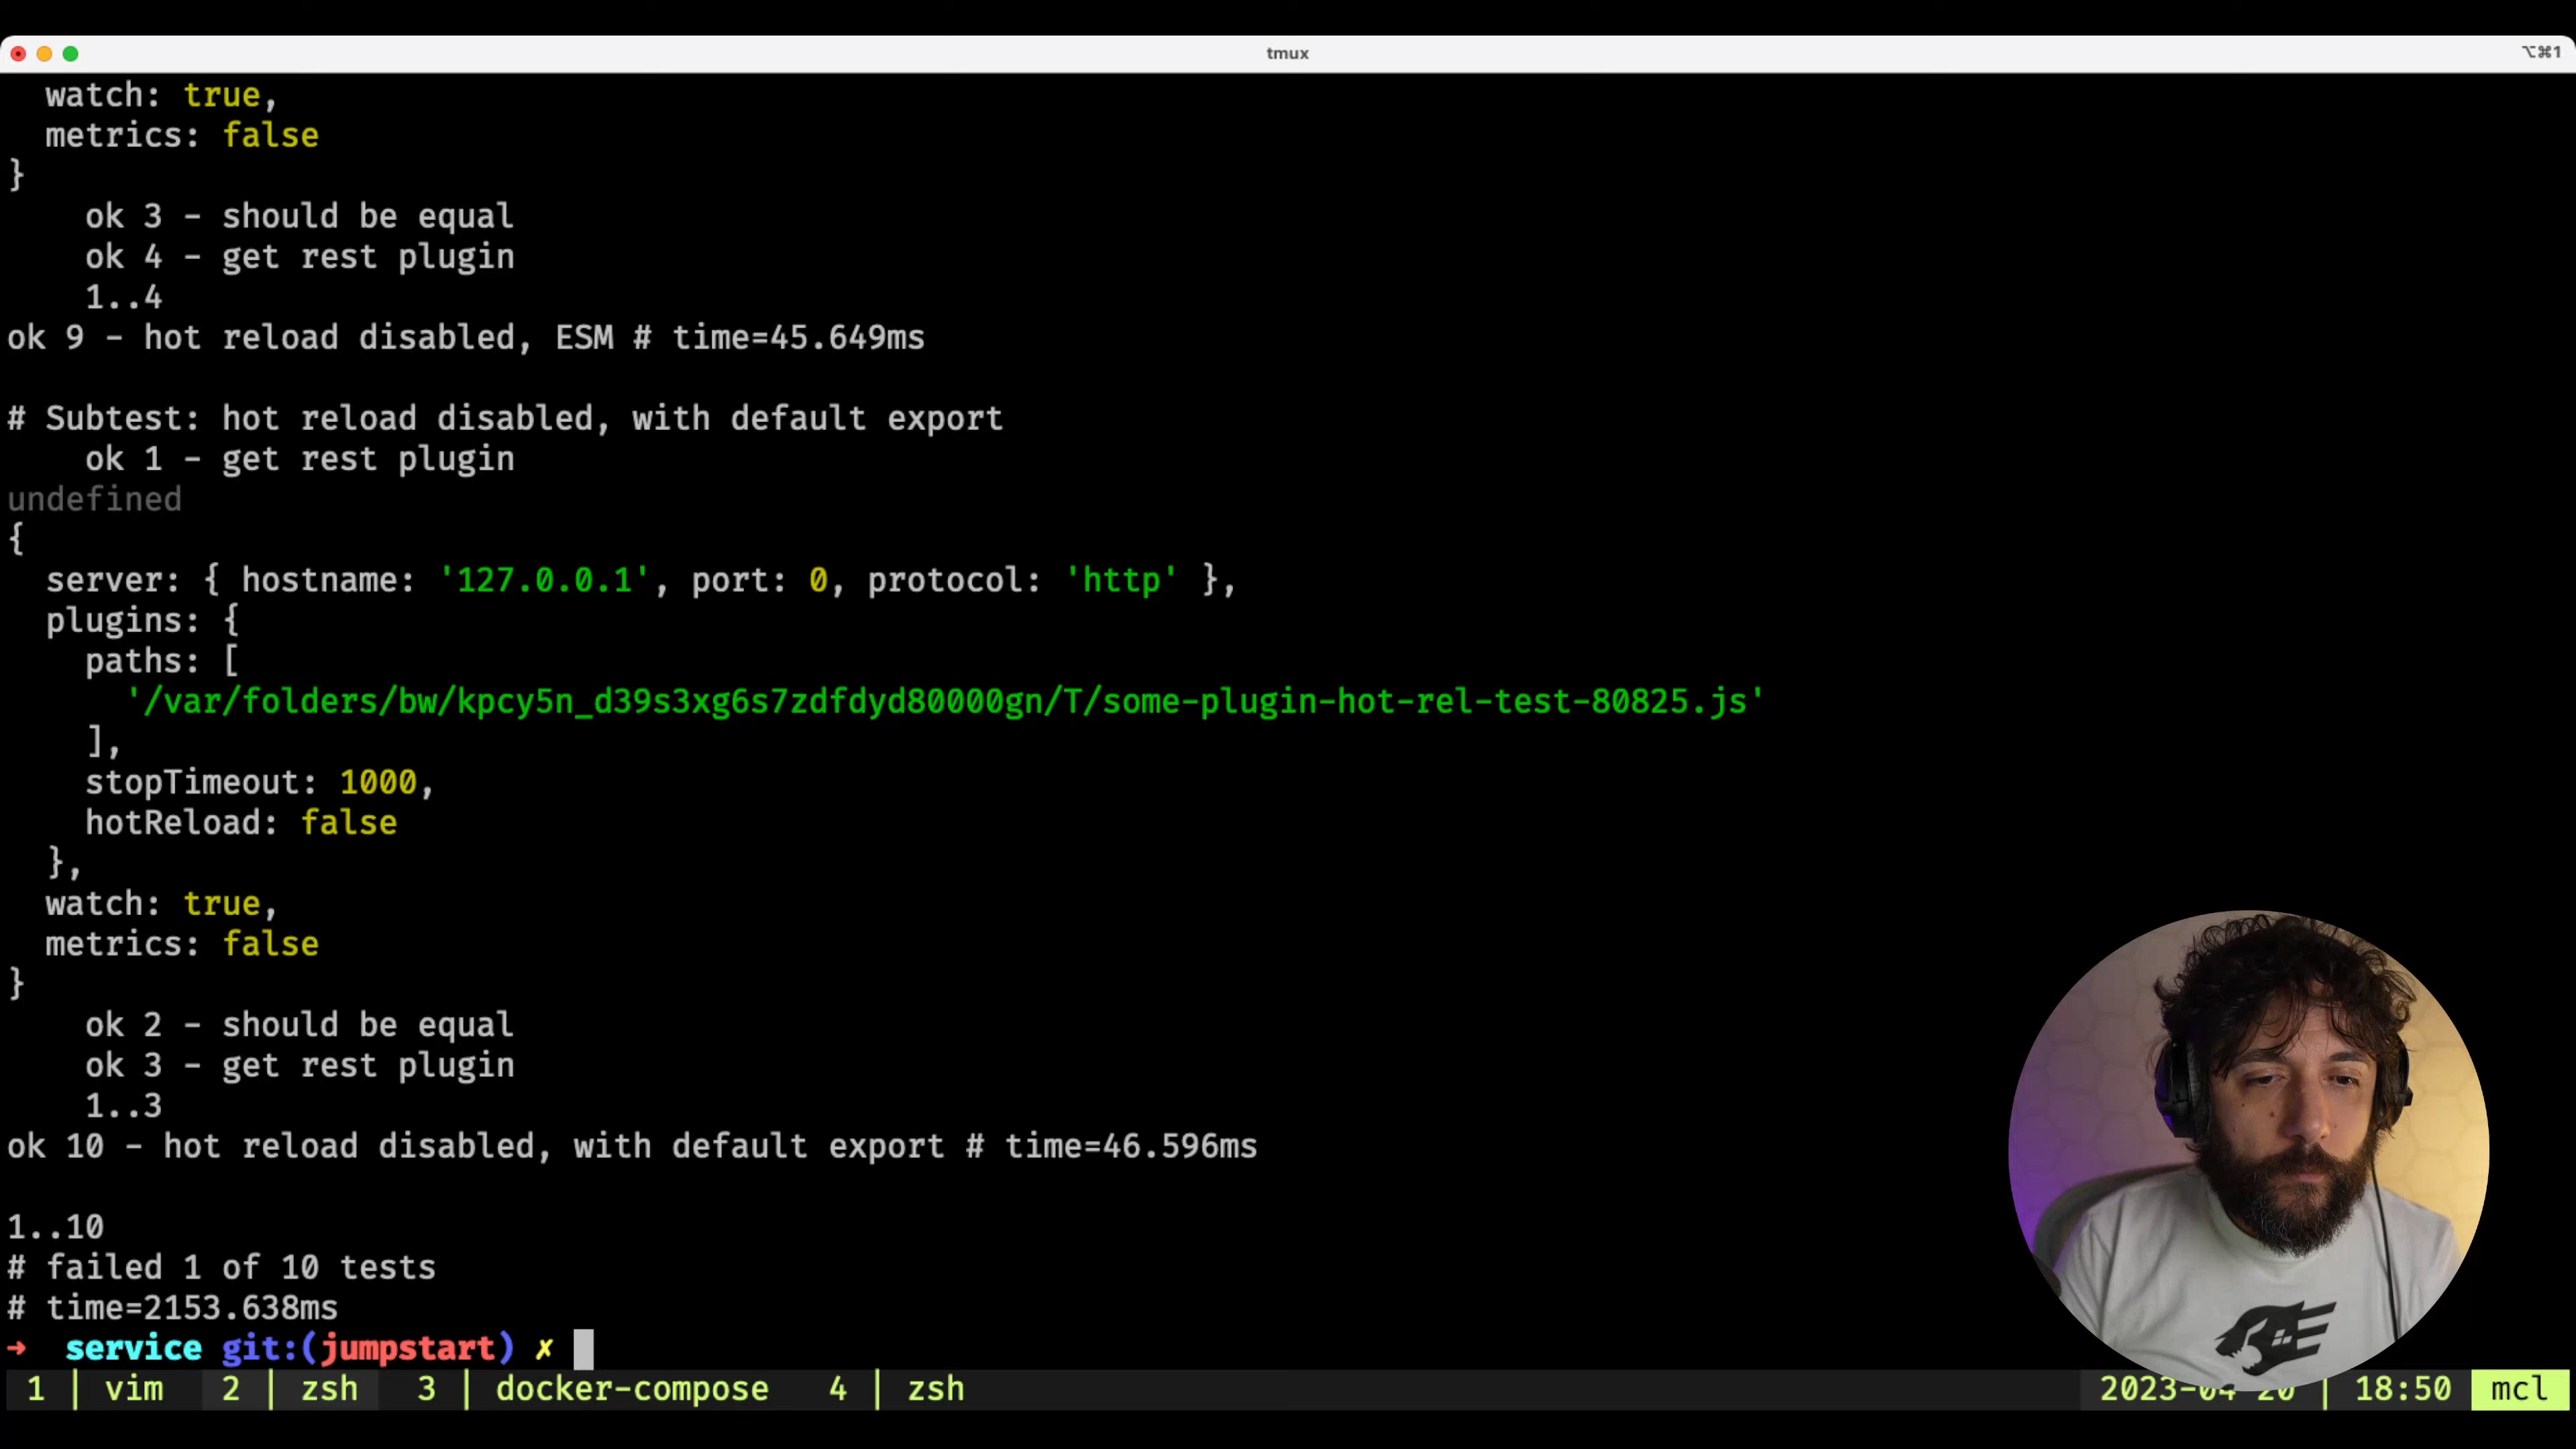 tmux
⌥⌘1
watch: true,
metrics: false
}
ok 3 - should be equal
ok 4 - get rest plugin
1..4
ok 9 - hot reload disabled, ESM # time=45.649ms
# Subtest: hot reload disabled, with default export
ok 1 - get rest plugin
undefined
{
server: { hostname: '127.0.0.1', port: 0, protocol: 'http' },
plugins: {
paths: [
'/var/folders/bw/kpcy5n_d39s3xg6s7zdfdyd80000gn/T/some-plugin-hot-rel-test-80825.js'
],
stopTimeout: 1000,
hotReload: false
},
watch: true,
metrics: false
}
ok 2 - should be equal
ok 3 - get rest plugin
1..3
ok 10 - hot reload disabled, with default export # time=46.596ms
1..10
# failed 1 of 10 tests
# time=2153.638ms
➜ service git:(jumpstart) ✗
1 | vim 2 | zsh 3 | docker-compose 4 | zsh 2023-04-20 | 18:50 mcl